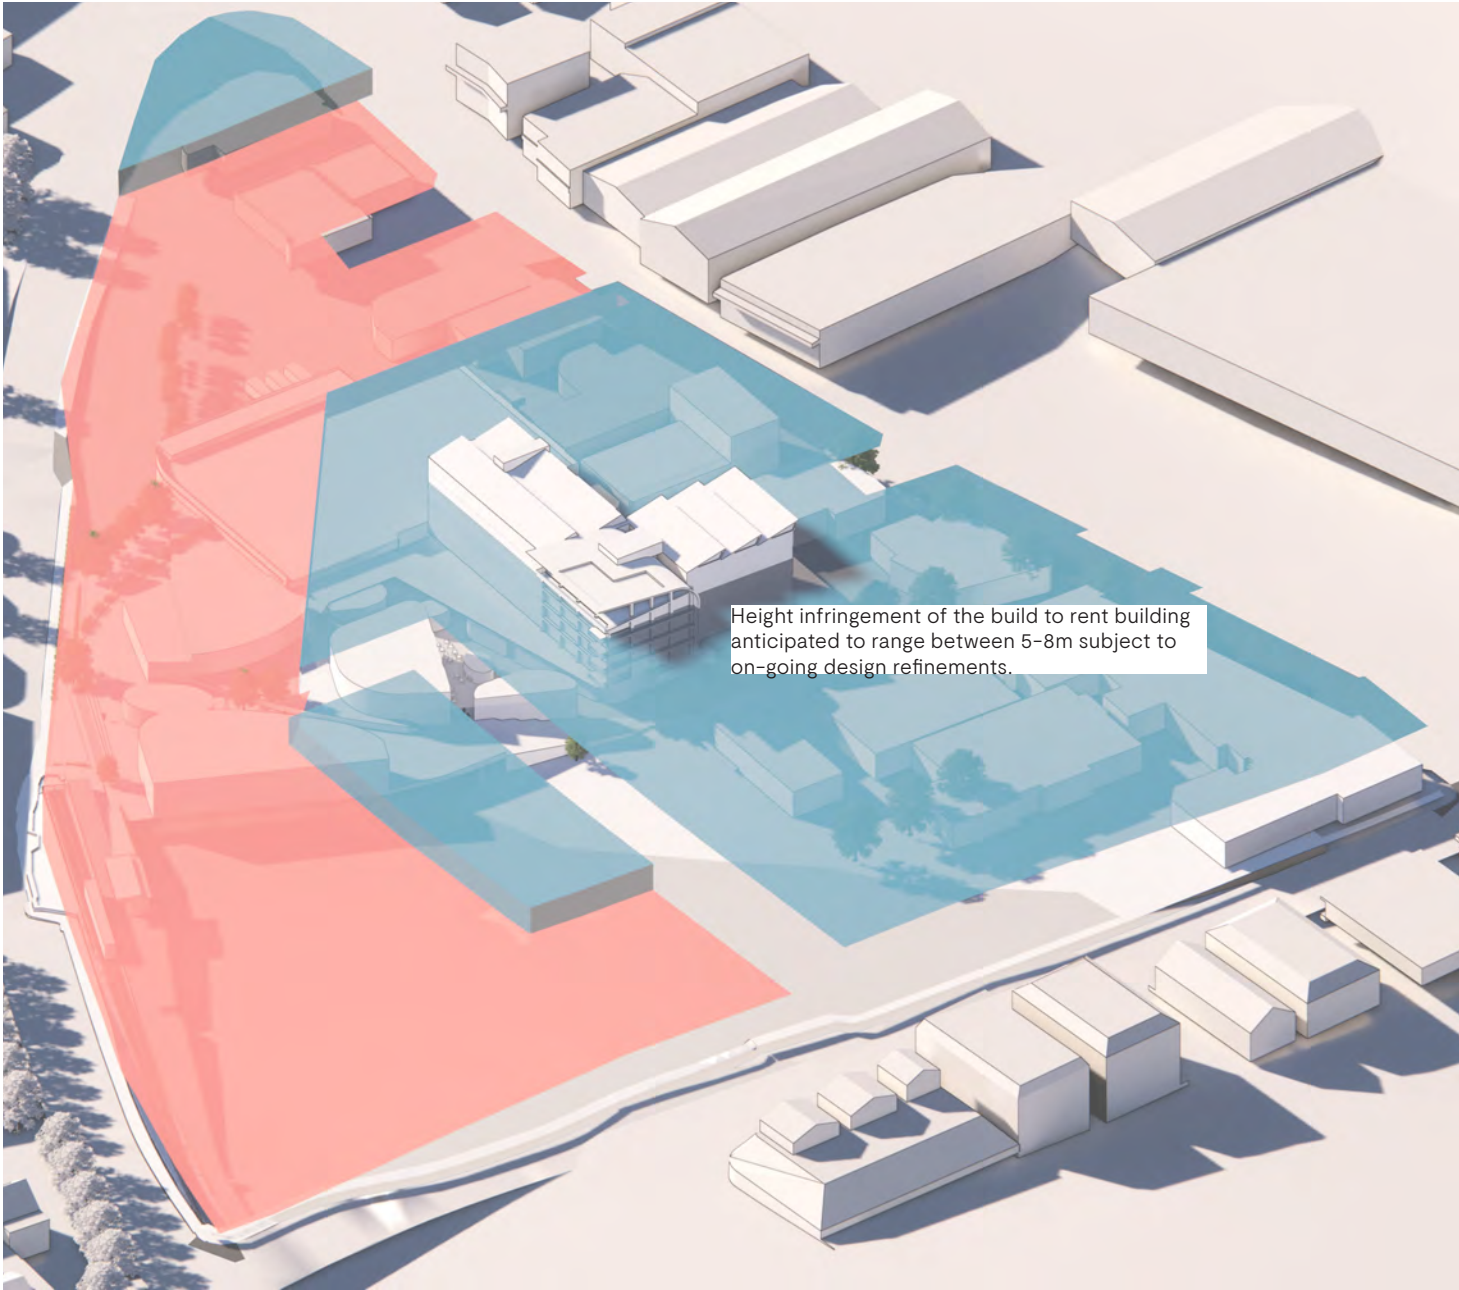 Height infringement of the build to rent building
anticipated to range between 5-8m subject to
on-going design refinements.